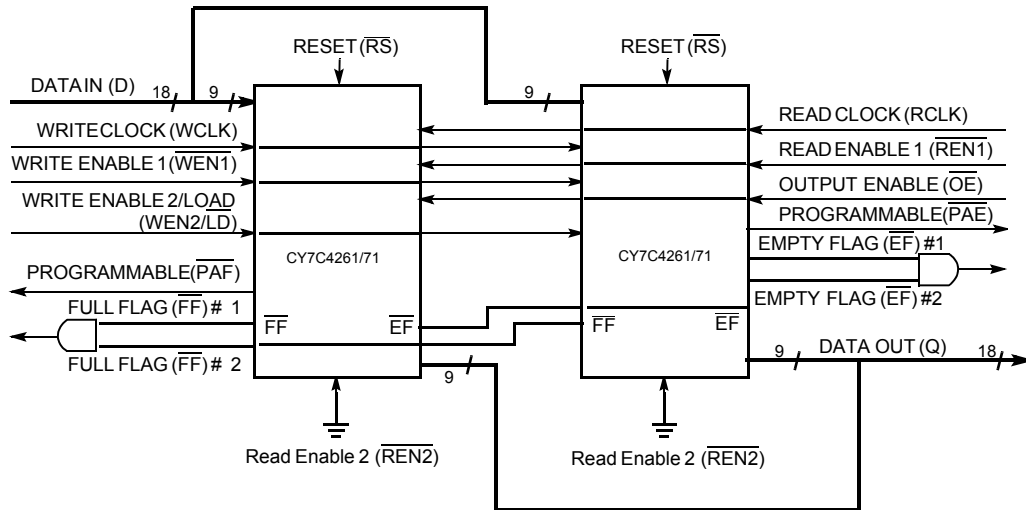 RESET (RS)
RESET (RS)
DATA IN (D)
18
9
9
WRITE CLOCK (WCLK)
READ CLOCK (RCLK)
WRITE ENABLE 1 (WEN1)
READ ENABLE 1 (REN1)
WRITE ENABLE 2/LOAD
(WEN2/LD)
OUTPUT ENABLE (OE)
PROGRAMMABLE(PAE)
CY7C4261/71
CY7C4261/71
EMPTY FLAG (EF) #1
PROGRAMMABLE(PAF)
EMPTY FLAG (EF) #2
FULL FLAG (FF) # 1
FF
EF
FF
EF
FULL FLAG (FF) # 2
9
9
DATA OUT (Q)
18
Read Enable 2 (REN2)
Read Enable 2 (REN2)